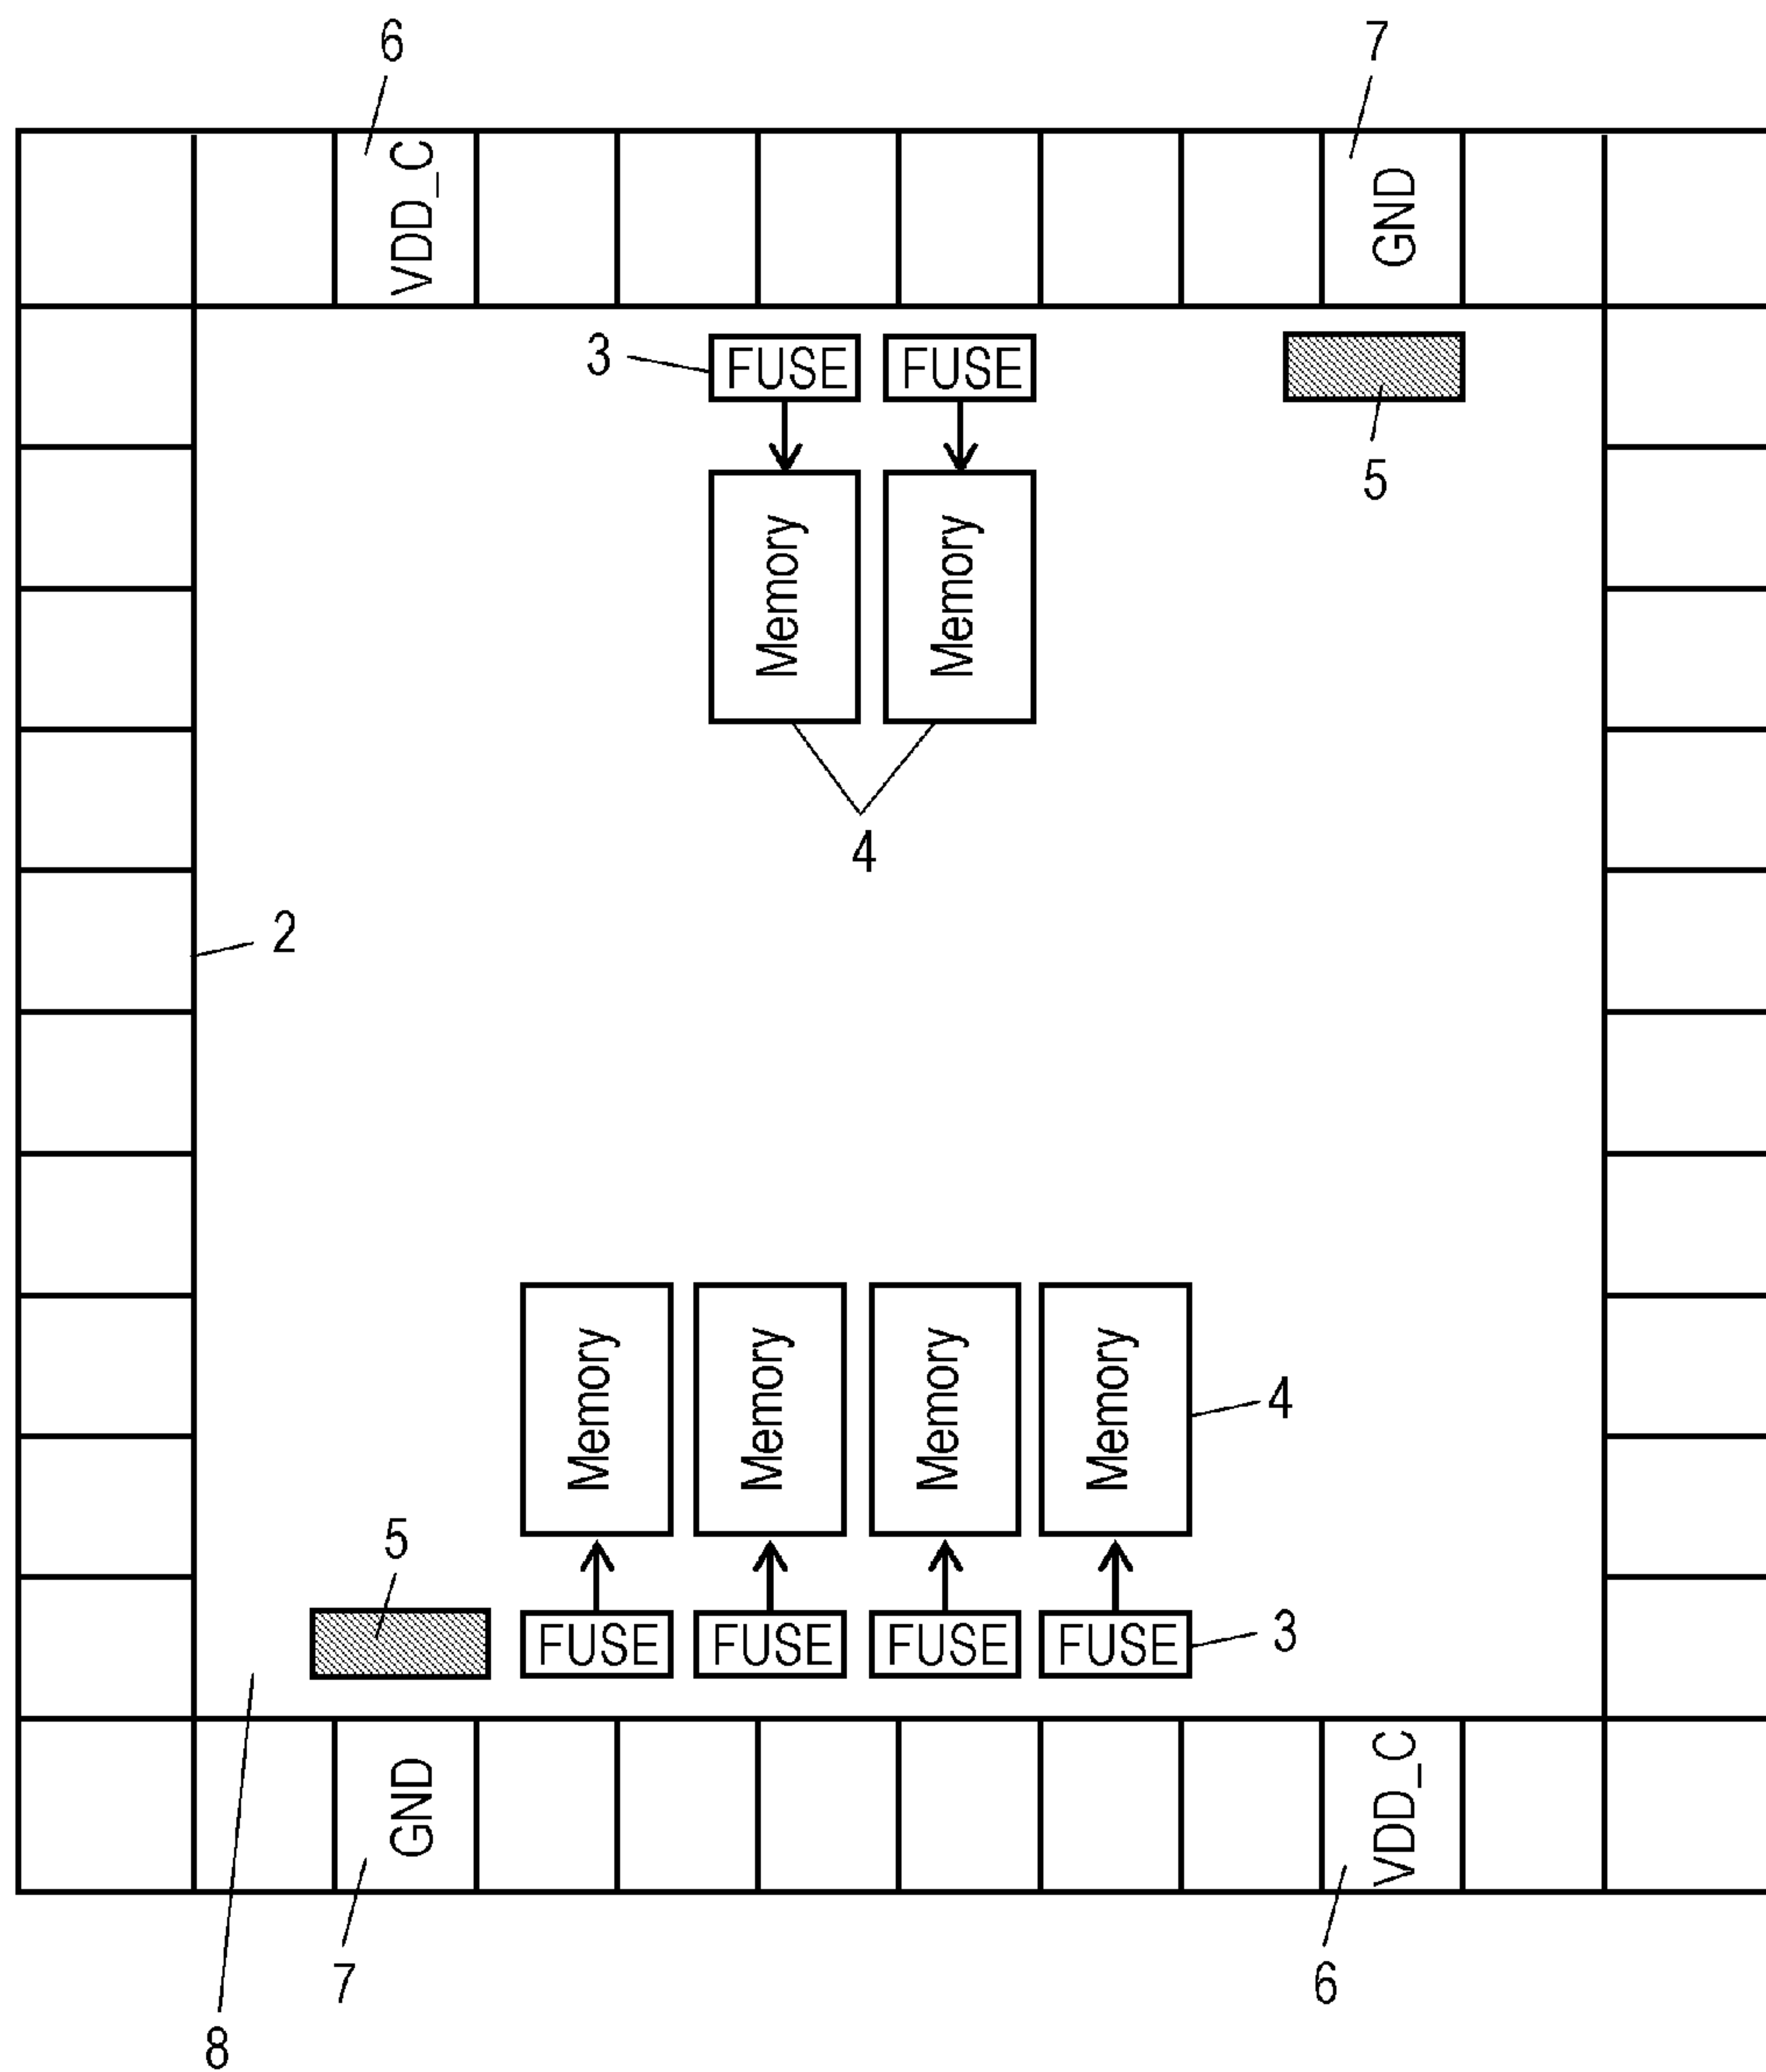 6 7
VDD_C GND
3 FUSE FUSE
5
Memory Memory
4
2
Memory Memory Memory Memory
4
5
FUSE FUSE FUSE FUSE 3
GND VDD_C
7 6
8